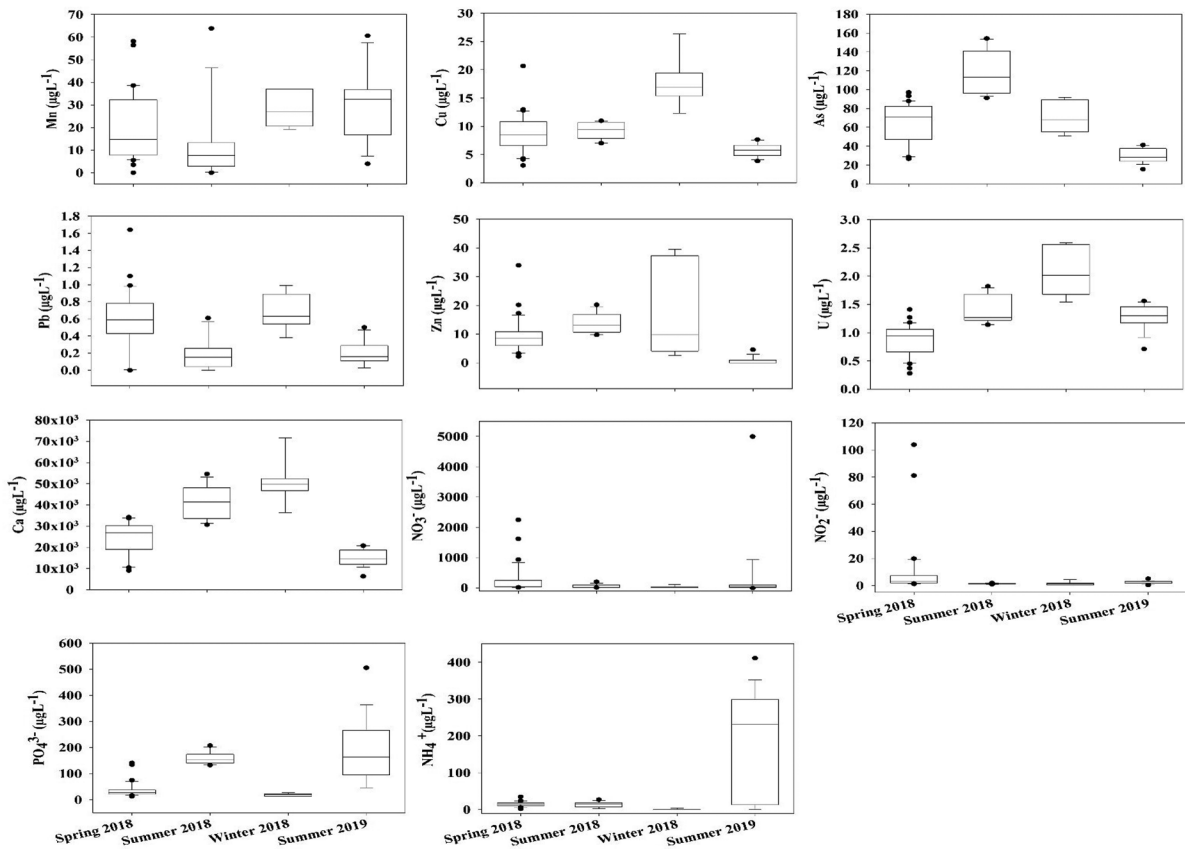 70
60
50
40
30
20
10
0
Mn (µgL-1)
30
25
20
15
10
5
0
Cu (µgL-1)
180
160
140
120
100
80
60
40
20
0
As (µgL-1)
1.8
1.6
1.4
1.2
1.0
0.8
0.6
0.4
0.2
0.0
Pb (µgL-1)
50
40
30
20
10
0
Zn (µgL-1)
3.0
2.5
2.0
1.5
1.0
0.5
0.0
U (µgL-1)
80x10³
70x10³
60x10³
50x10³
40x10³
30x10³
20x10³
10x10³
0
Ca (µgL-1)
5000
4000
3000
2000
1000
0
NO3- (µgL-1)
120
100
80
60
40
20
0
NO2- (µgL-1)
Spring 2018
Summer 2018
Winter 2018
Summer 2019
600
500
400
300
200
100
0
PO4 3- (µgL-1)
Spring 2018
Summer 2018
Winter 2018
Summer 2019
400
300
200
100
0
NH4 + (µgL-1)
Spring 2018
Summer 2018
Winter 2018
Summer 2019